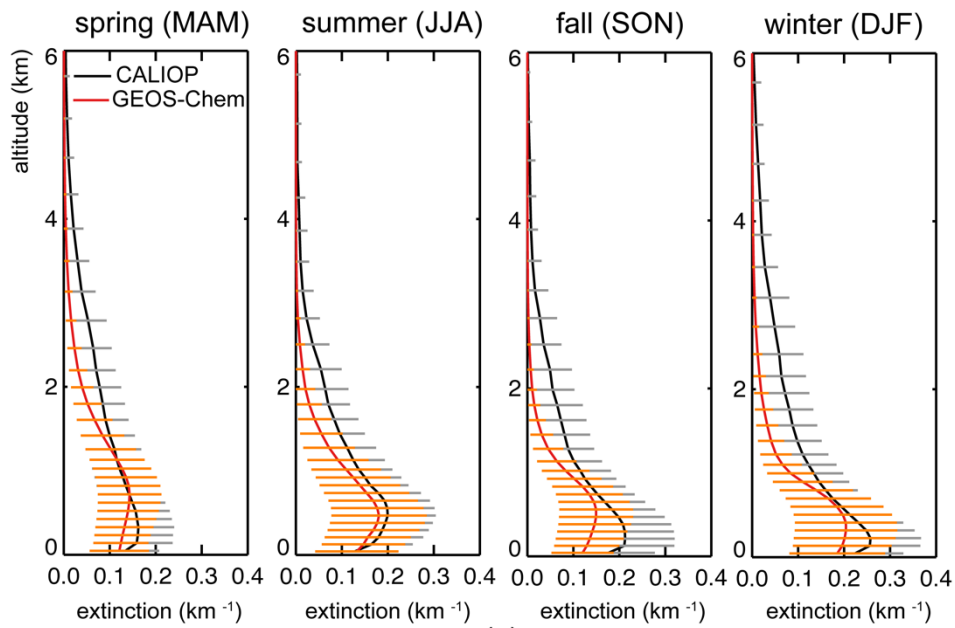 spring (MAM) summer (JJA) fall (SON) winter (DJF)
6 6 6 6
CALIOP
GEOS-Chem
altitude (km)
4 4 4 4
2 2 2 2
0 0 0 0
0.0 0.1 0.2 0.3 0.4 0.0 0.1 0.2 0.3 0.4 0.0 0.1 0.2 0.3 0.4 0.0 0.1 0.2 0.3 0.4
extinction (km -1) extinction (km -1) extinction (km -1) extinction (km -1)